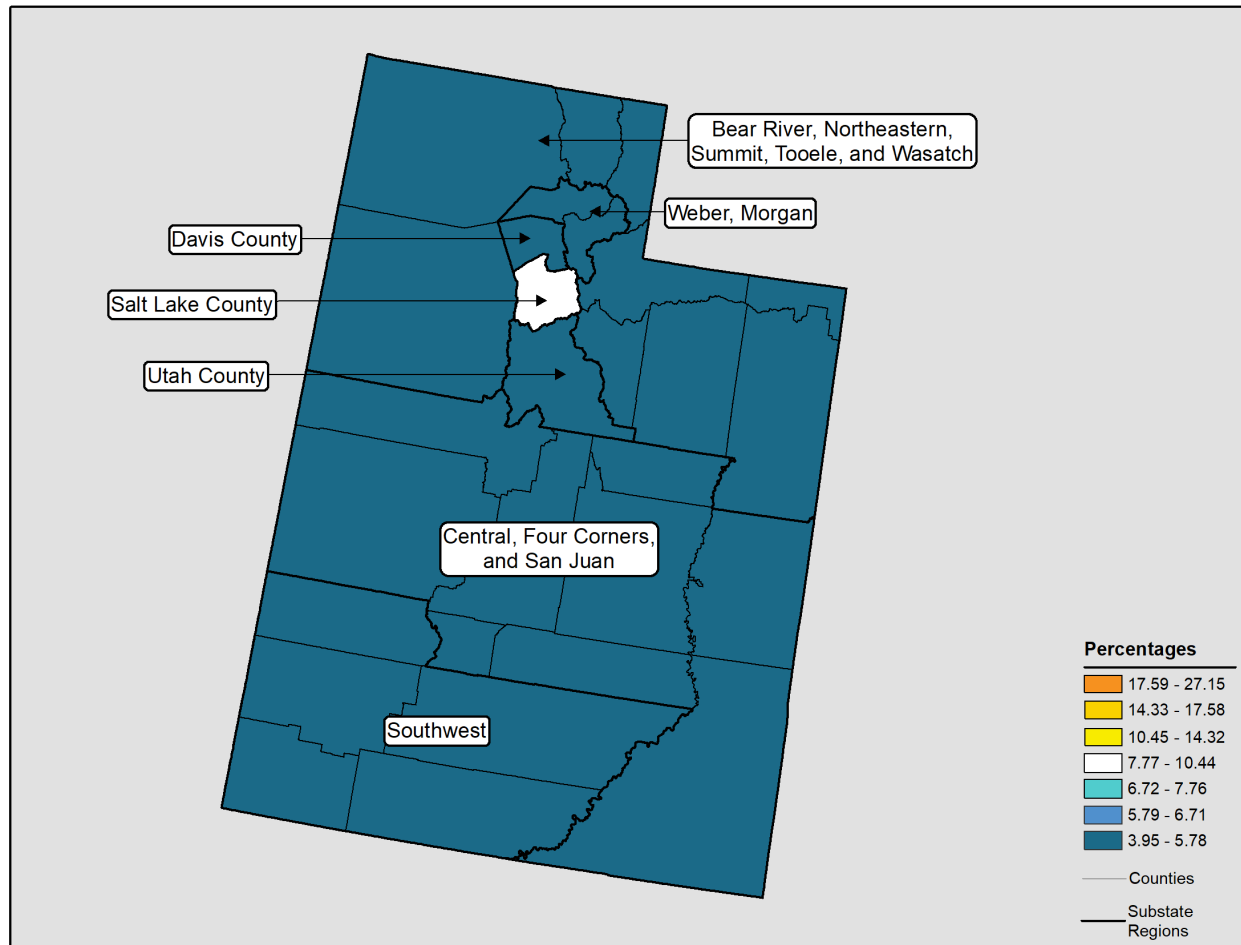 Bear River, Northeastern,
Summit, Tooele, and Wasatch
Weber, Morgan
Davis County
Salt Lake County
Utah County
Central, Four Corners,
and San Juan
Southwest
Percentages
17.59 - 27.15
14.33 - 17.58
10.45 - 14.32
7.77 - 10.44
6.72 - 7.76
5.79 - 6.71
3.95 - 5.78
Counties
Substate
Regions